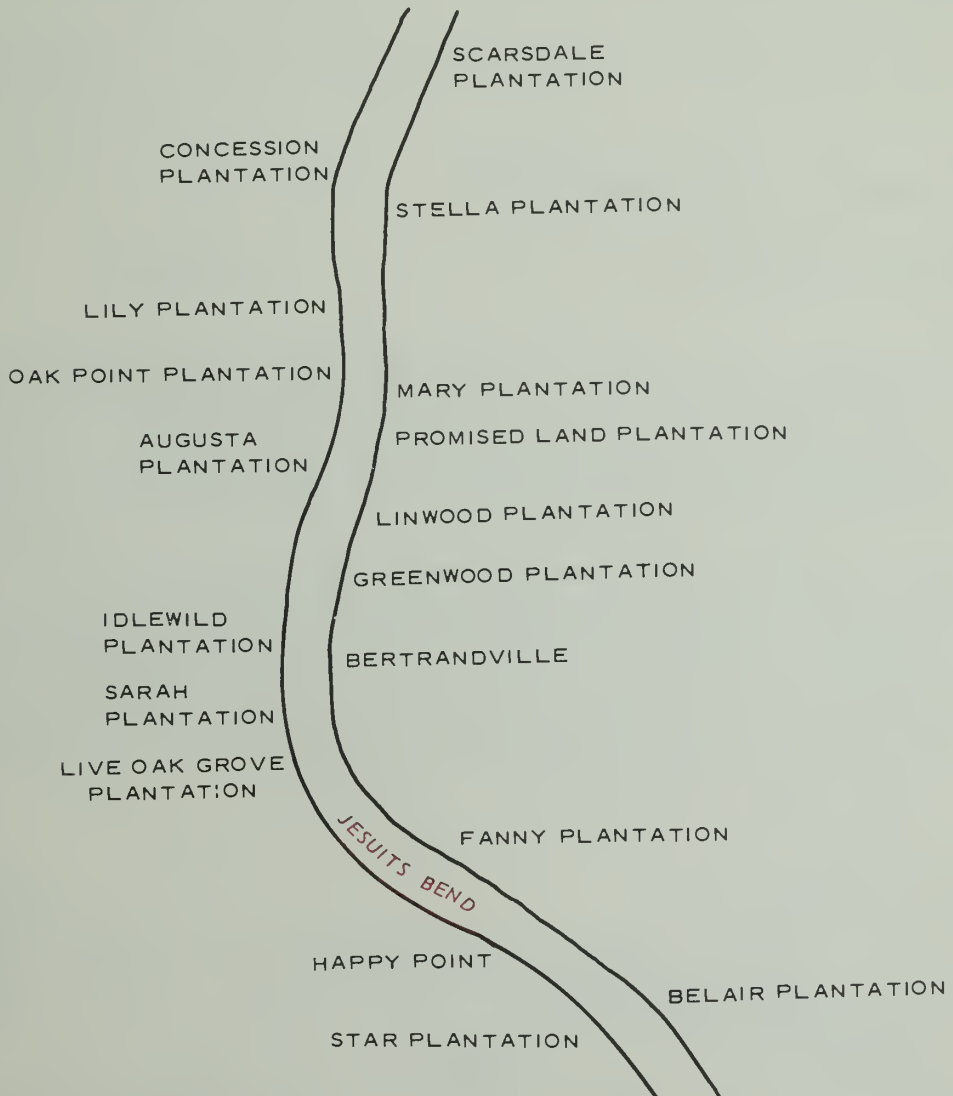 SCARSDALE
PLANTATION
CONCESSION
PLANTATION
STELLA PLANTATION
LILY PLANTATION
OAK POINT PLANTATION
MARY PLANTATION
AUGUSTA
PLANTATION
PROMISED LAND PLANTATION
LINWOOD PLANTATION
GREENWOOD PLANTATION
IDLEWILD
PLANTATION
BERTRANDVILLE
SARAH
PLANTATION
LIVE OAK GROVE
PLANTATION
JESUITS BEND
FANNY PLANTATION
HAPPY POINT
BELAIR PLANTATION
STAR PLANTATION